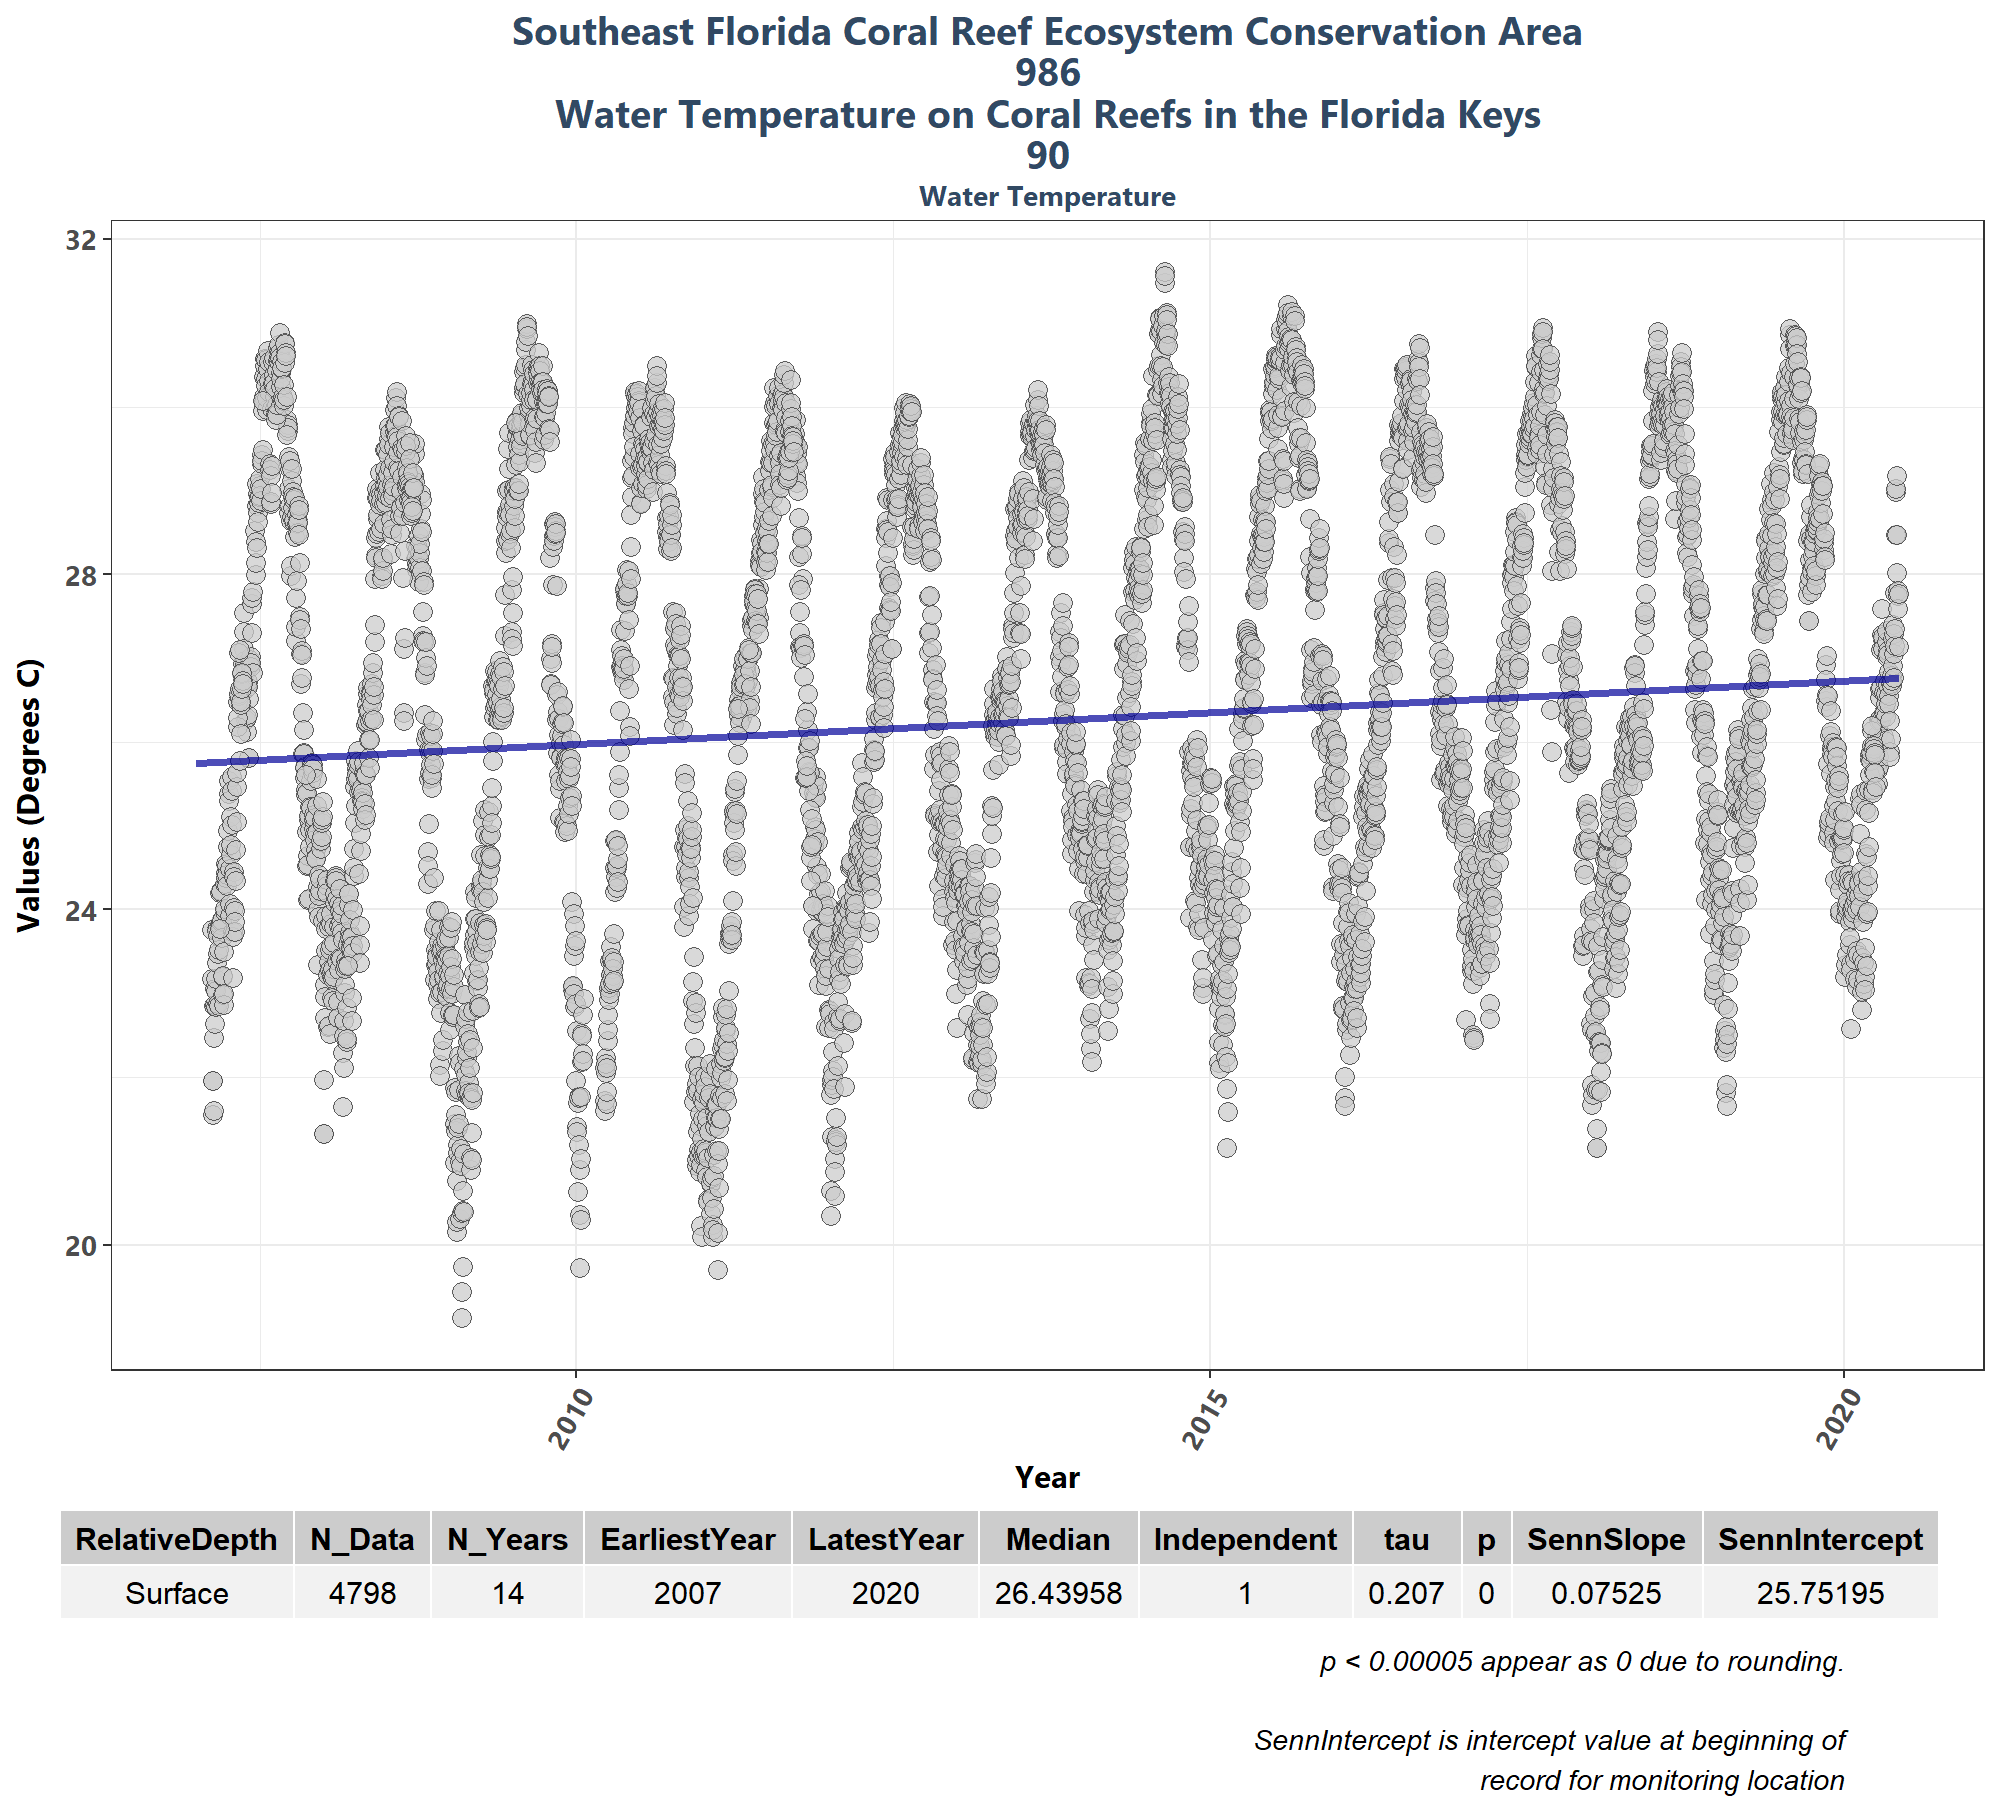 Southeast Florida Coral Reef Ecosystem Conservation Area
986
Water Temperature on Coral Reefs in the Florida Keys
90
Water Temperature
32
28
24
20
Values (Degrees C)
2010
2015
2020
Year
RelativeDepth N_Data N_Years EarliestYear LatestYear Median Independent tau p SennSlope SennIntercept
Surface 4798 14 2007 2020 26.43958 1 0.207 0 0.07525 25.75195
p < 0.00005 appear as 0 due to rounding.
SennIntercept is intercept value at beginning of
record for monitoring location